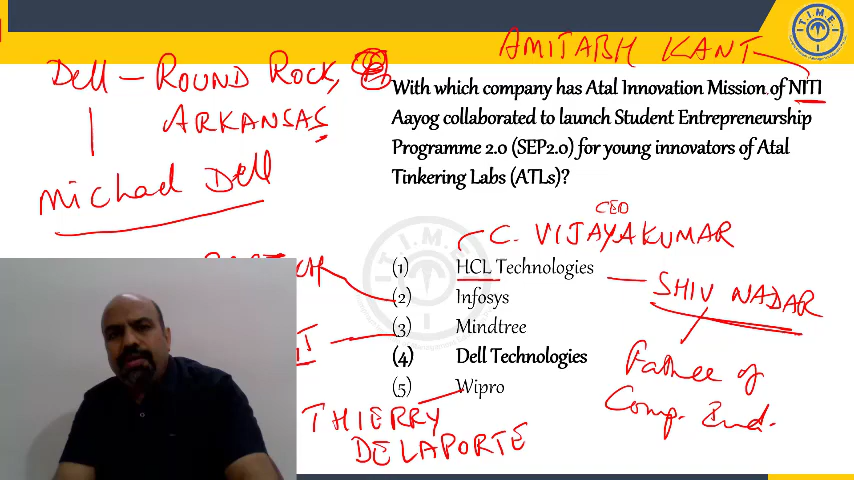 T.I.M.E.
AMITABH KANT
Dell - ROUND ROCK,
ARKANSAS
Michael Dell
With which company has Atal Innovation Mission of NITI
Aayog collaborated to launch Student Entrepreneurship
Programme 2.0 (SEP2.0) for young innovators of Atal
Tinkering Labs (ATLs)?
CEO
C. VIJAYAKUMAR
(1) HCL Technologies
SHIV NADAR
(2) Infosys
(3) Mindtree
(4) Dell Technologies
Father of
(5) Wipro
Comp. Ind.
THIERRY
DELAPORTE